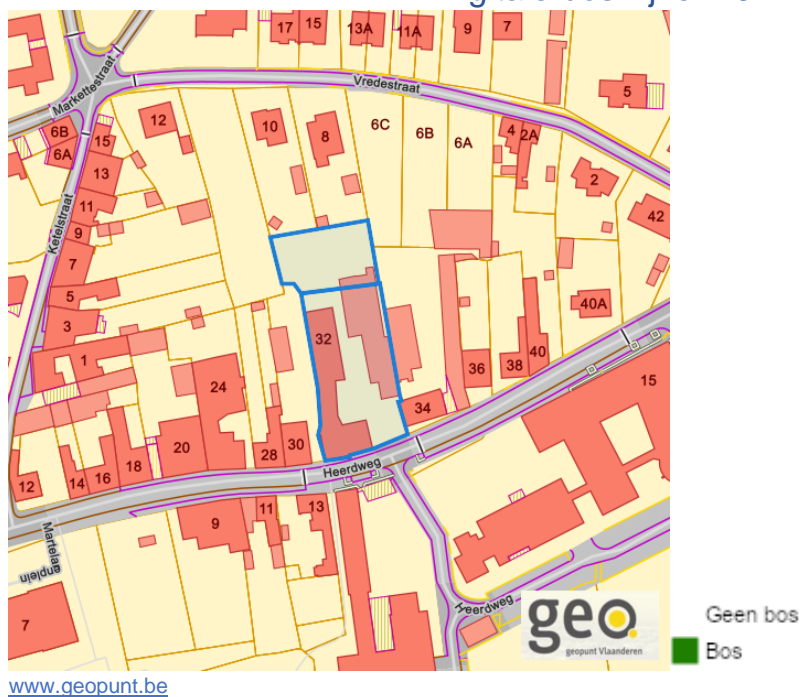 17 15 13A 11A 9 7
Vredestraat
5
Markettestraat
6B
6A
15
12
10
8
6C 6B 6A
4 2A
2
42
13
11
9
7
5
3
1
Ketelstraat
32
24
40A
36
38
40
34
15
20
18
16
14
12
28
30
Heerdweg
9
11
13
Martelaa
enplein
7
Heerdweg
geo
geopunt Vlaanderen
Geen bos
Bos
www.geopunt.be